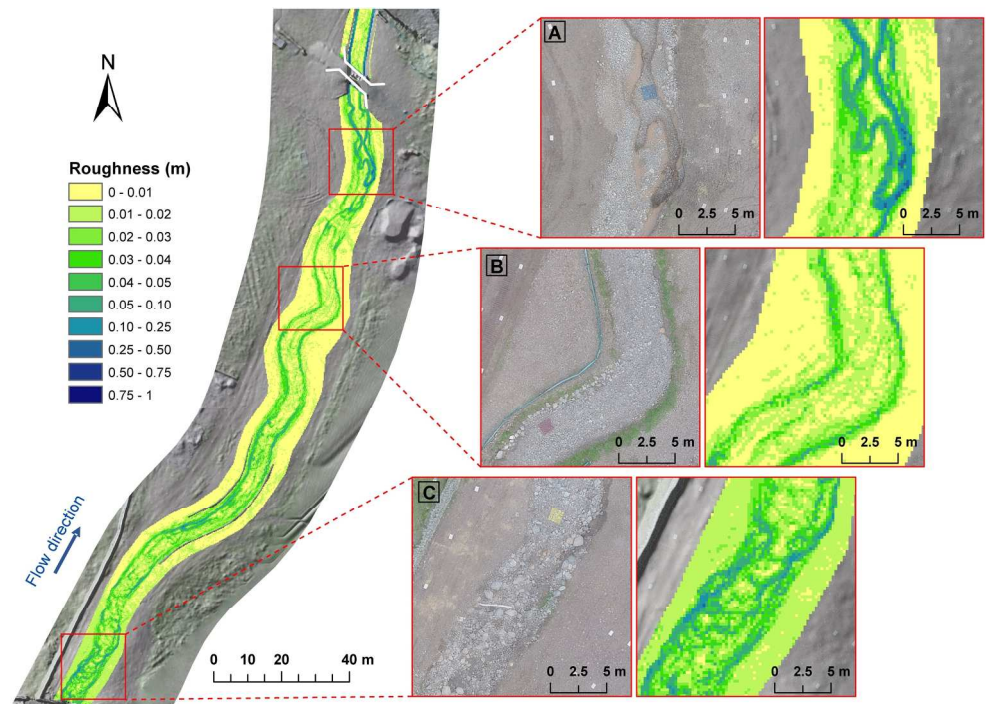 N
Roughness (m)
0 - 0.01
0.01 - 0.02
0.02 - 0.03
0.03 - 0.04
0.04 - 0.05
0.05 - 0.10
0.10 - 0.25
0.25 - 0.50
0.50 - 0.75
0.75 - 1
Flow direction
0 10 20 40 m
A
0 2.5 5 m
0 2.5 5 m
B
0 2.5 5 m
0 2.5 5 m
C
0 2.5 5 m
0 2.5 5 m